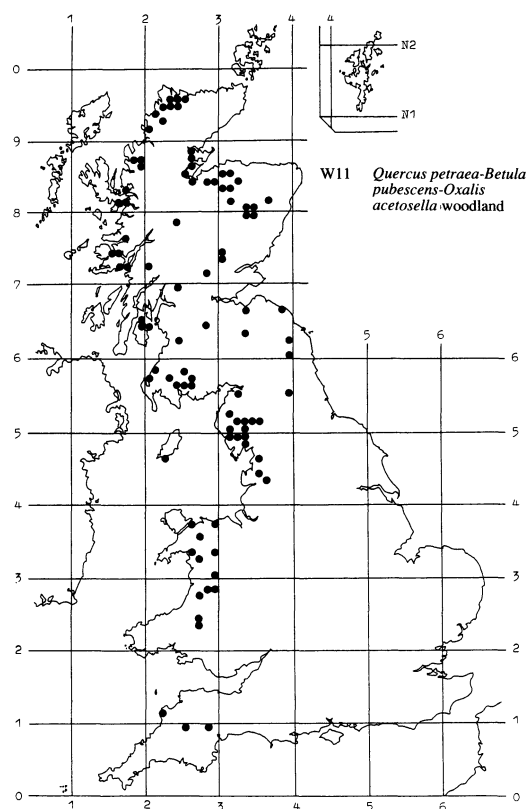 1 2 3 4
N2
N1
0
9
W11 Quercus petraea-Betula
pubescens-Oxalis
acetosella woodland
8
7
5 6
6 6
5 5
4 4
3 3
2 2
1 1
0 0
1 2 3 4 5 6